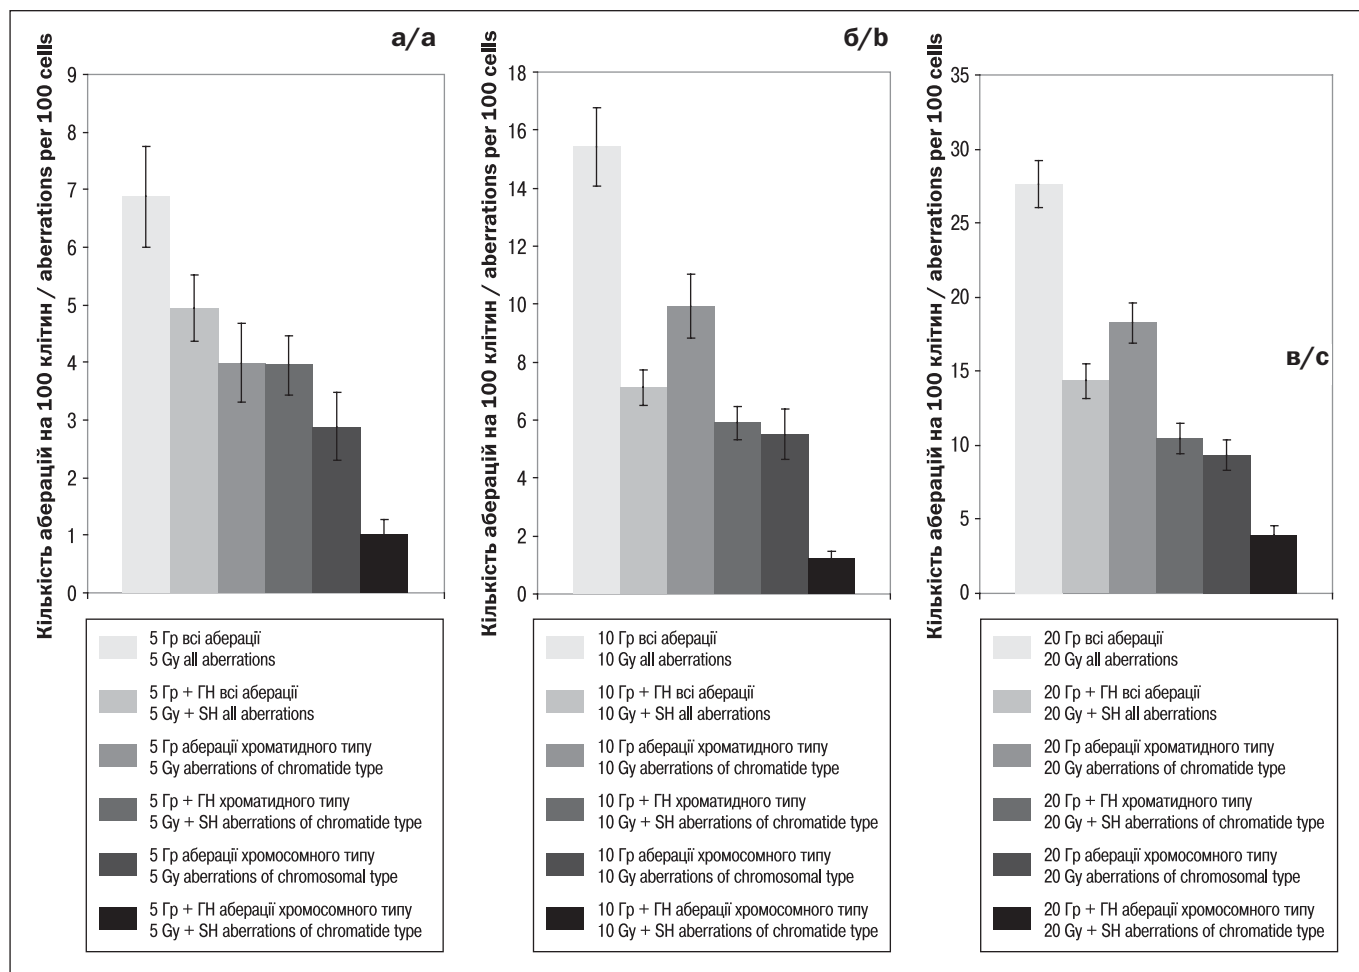 а/a
Кількість аберацій на 100 клітин / aberrations per 100 cells
9
8
7
6
5
4
3
2
1
0
5 Гр всі аберації
5 Gy all aberrations
5 Гр + ГН всі аберації
5 Gy + SH all aberrations
5 Гр аберації хроматидного типу
5 Gy aberrations of chromatide type
5 Гр + ГН хроматидного типу
5 Gy + SH aberrations of chromatide type
5 Гр аберації хромосомного типу
5 Gy aberrations of chromosomal type
5 Гр + ГН аберації хромосомного типу
5 Gy + SH aberrations of chromatide type
б/b
Кількість аберацій на 100 клітин / aberrations per 100 cells
18
16
14
12
10
8
6
4
2
0
10 Гр всі аберації
10 Gy all aberrations
10 Гр + ГН всі аберації
10 Gy + SH all aberrations
10 Гр аберації хроматидного типу
10 Gy aberrations of chromatide type
10 Гр + ГН хроматидного типу
10 Gy + SH aberrations of chromatide type
10 Гр аберації хромосомного типу
10 Gy aberrations of chromosomal type
10 Гр + ГН аберації хромосомного типу
10 Gy + SH aberrations of chromatide type
в/c
Кількість аберацій на 100 клітин / aberrations per 100 cells
35
30
25
20
15
10
5
0
20 Гр всі аберації
20 Gy all aberrations
20 Гр + ГН всі аберації
20 Gy + SH all aberrations
20 Гр аберації хроматидного типу
20 Gy aberrations of chromatide type
20 Гр + ГН хроматидного типу
20 Gy + SH aberrations of chromatide type
20 Гр аберації хромосомного типу
20 Gy aberrations of chromosomal type
20 Гр + ГН аберації хромосомного типу
20 Gy + SH aberrations of chromatide type